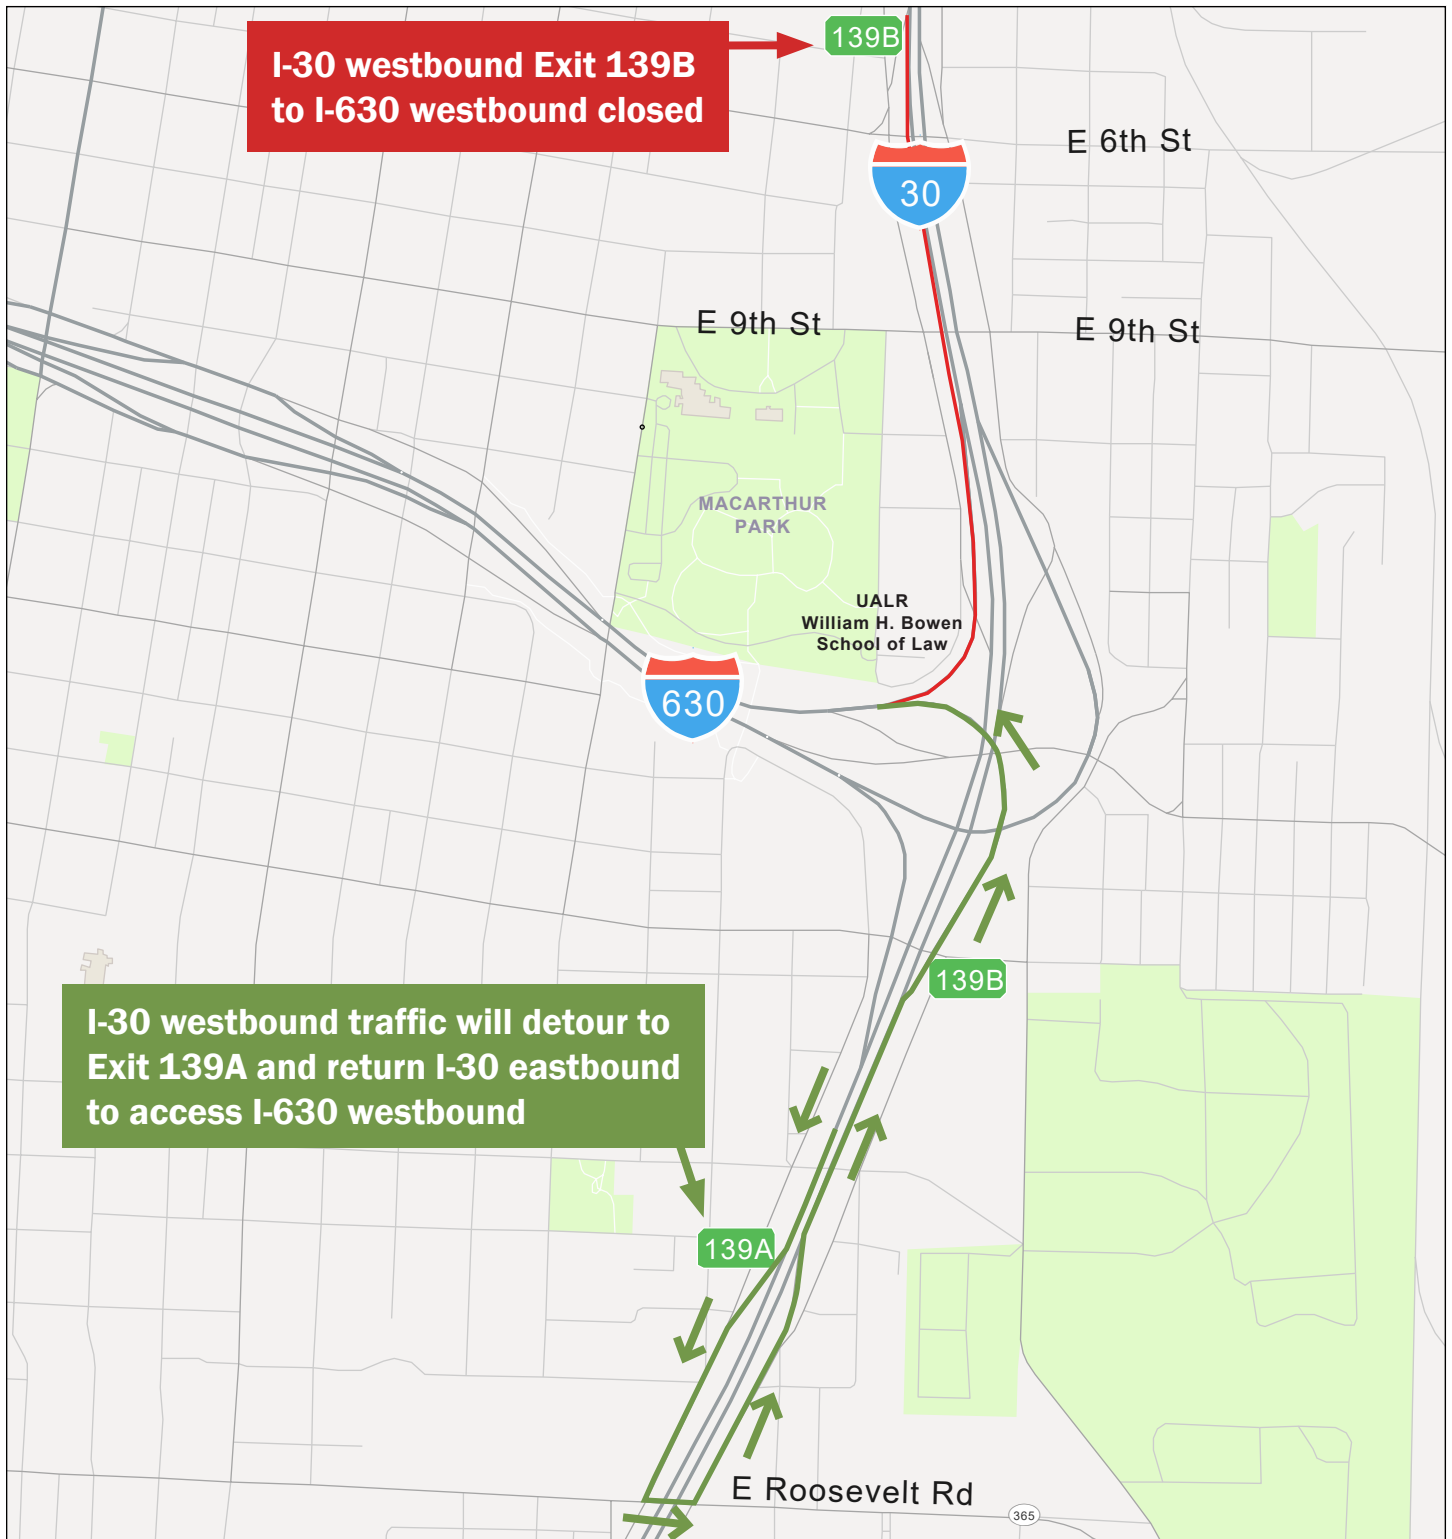 I-30 westbound Exit 139B
to I-630 westbound closed
139B
E 6th St
30
E 9th St
E 9th St
MACARTHUR
PARK
UALR
William H. Bowen
School of Law
630
139B
I-30 westbound traffic will detour to
Exit 139A and return I-30 eastbound
to access I-630 westbound
139A
E Roosevelt Rd
365